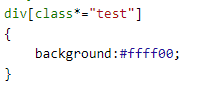 div[class*="test"]
{
    background:#ffff00;
}